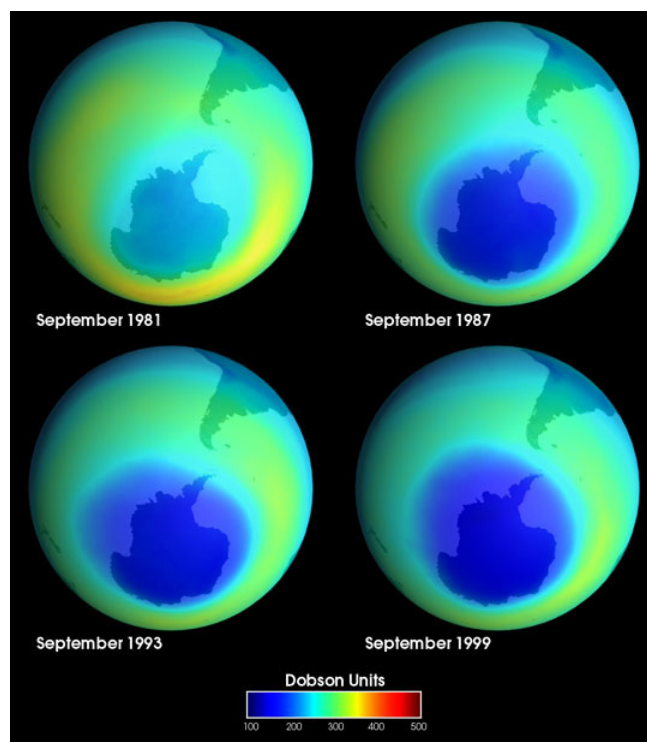 September 1981
September 1987
September 1993
September 1999
Dobson Units
100 200 300 400 500